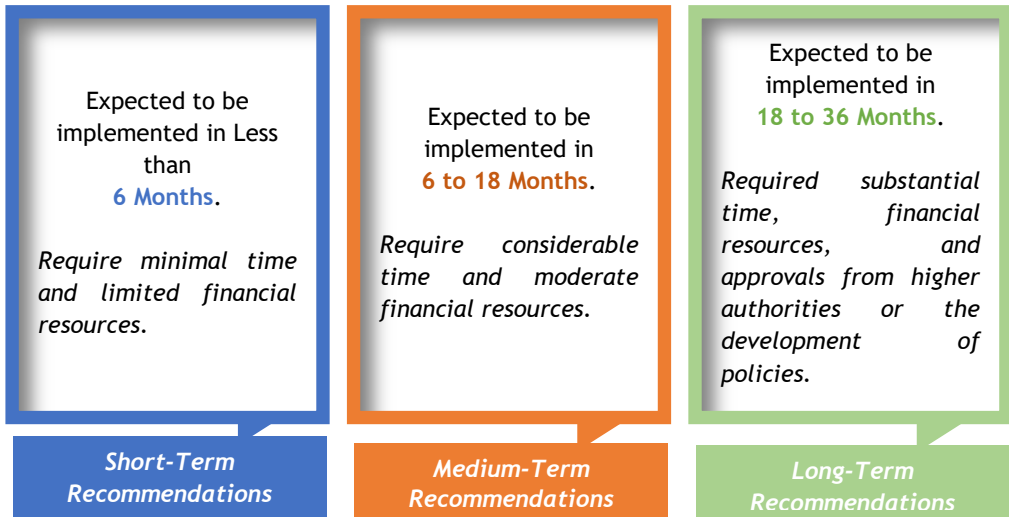 Expected to be
implemented in Less
than
6 Months.
Require minimal time
and limited financial
resources.
Short-Term
Recommendations
Expected to be
implemented in
6 to 18 Months.
Require considerable
time and moderate
financial resources.
Medium-Term
Recommendations
Expected to be
implemented in
18 to 36 Months.
Required substantial
time, financial
resources, and
approvals from higher
authorities or the
development of
policies.
Long-Term
Recommendations